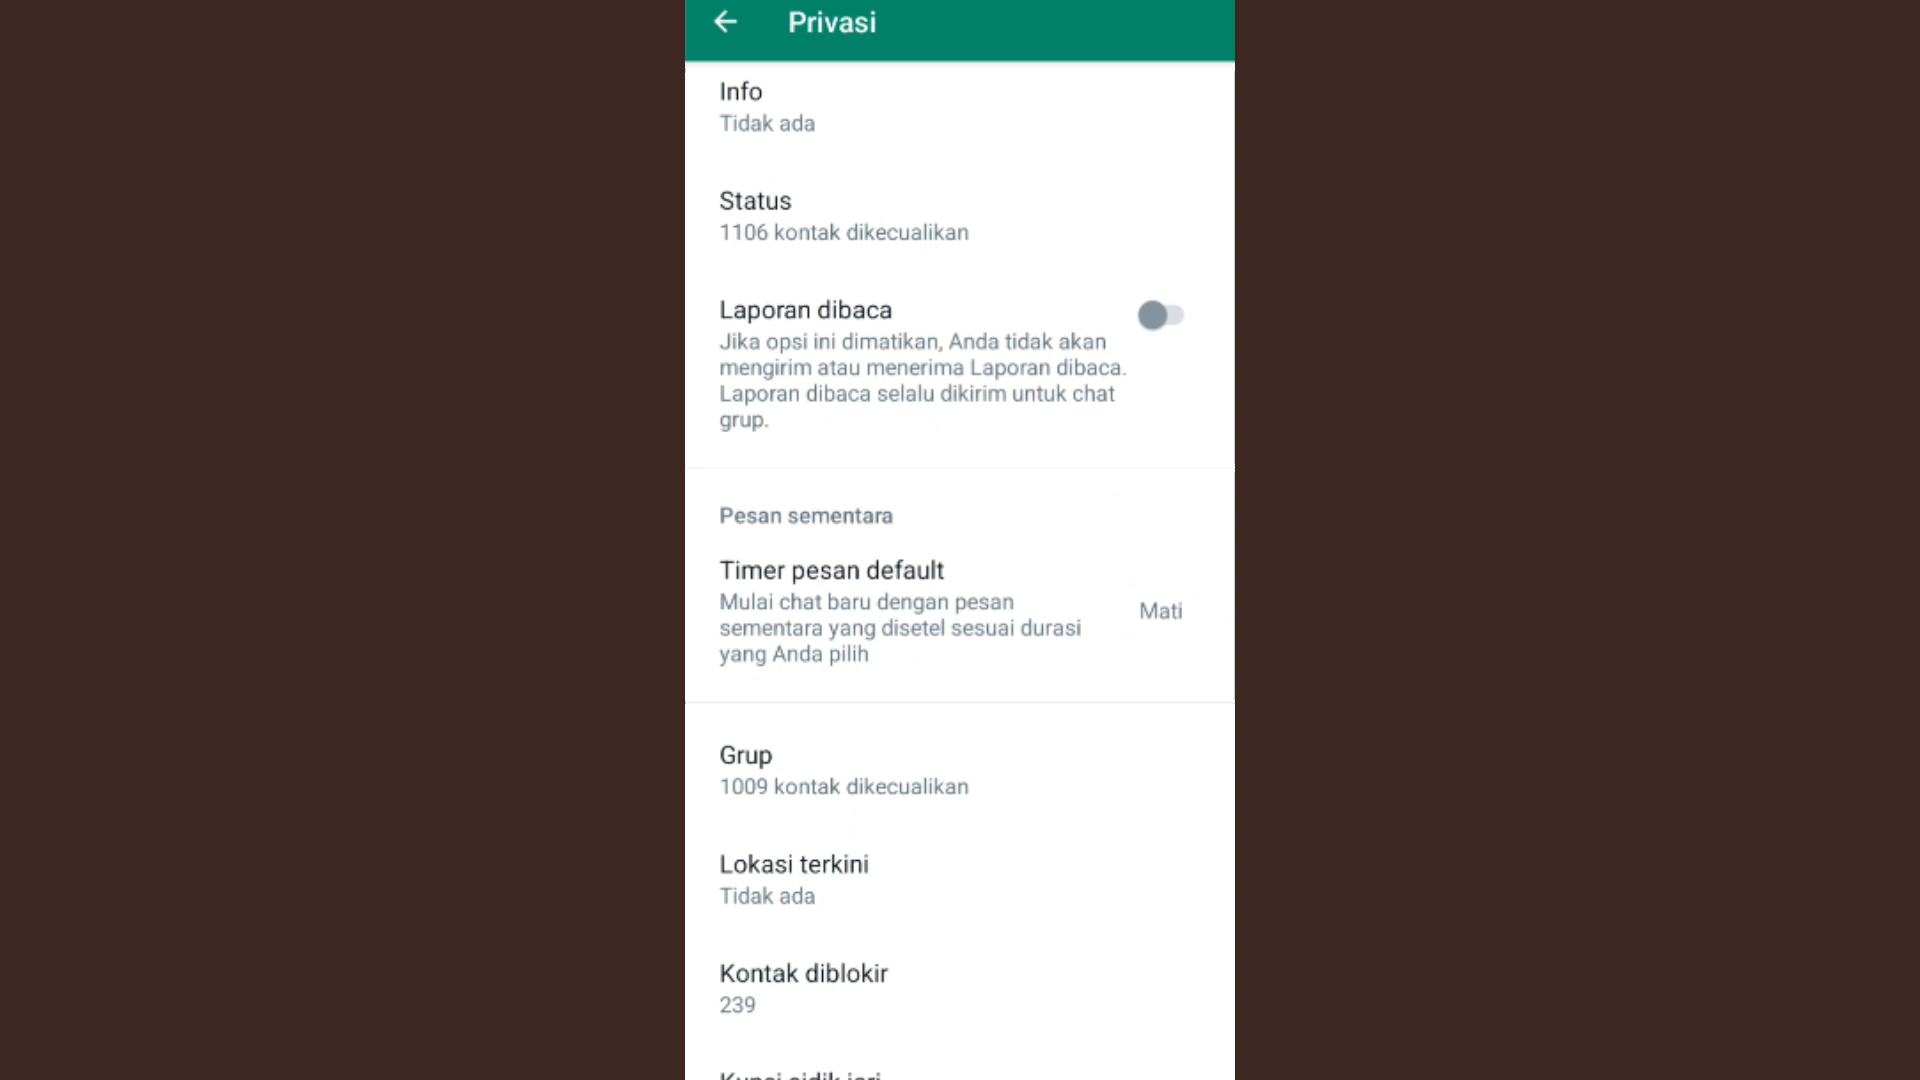 Privasi
Info
Tidak ada
Status
1106 kontak dikecualikan
Laporan dibaca
Jika opsi ini dimatikan, Anda tidak akan
mengirim atau menerima Laporan dibaca.
Laporan dibaca selalu dikirim untuk chat
grup.
Pesan sementara
Timer pesan default
Mulai chat baru dengan pesan
sementara yang disetel sesuai durasi
yang Anda pilih
Mati
Grup
1009 kontak dikecualikan
Lokasi terkini
Tidak ada
Kontak diblokir
239
Kunci sidik jari